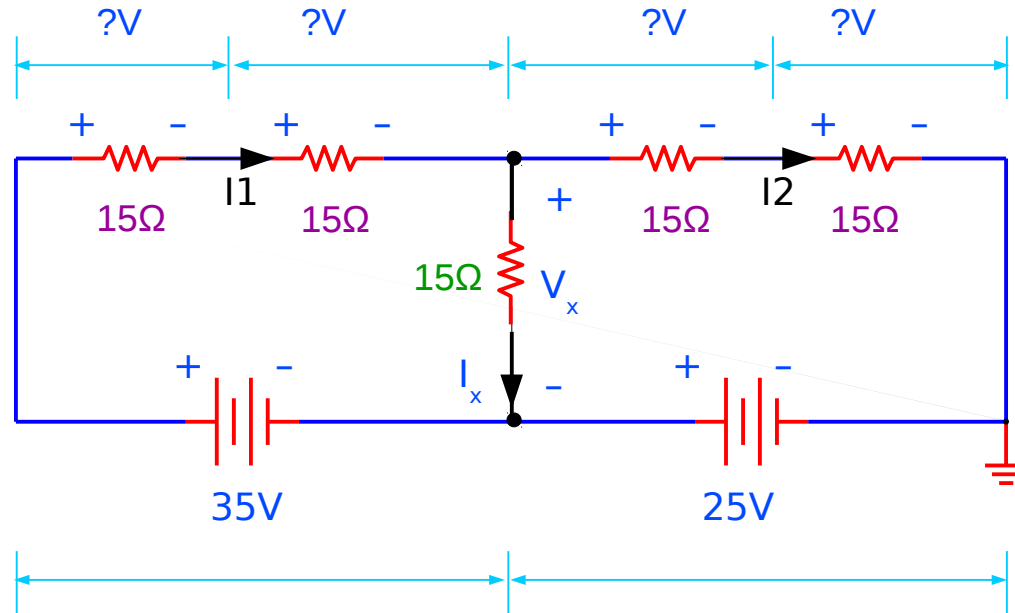 ?V ?V ?V ?V
+ – + – + – + –
I1 I2
15Ω 15Ω 15Ω 15Ω
+
15Ω Vx
+ – Ix – + –
35V 25V